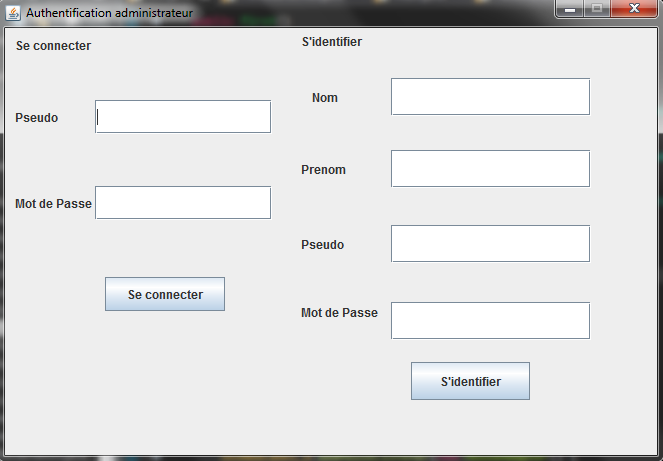 Authentification administrateur
Se connecter
Pseudo
Mot de Passe
Se connecter
S'identifier
Nom
Prenom
Pseudo
Mot de Passe
S'identifier